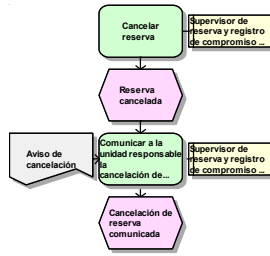 Cancelar
reserva
Supervisor de
reserva y registro
de compromiso ...
Reserva
cancelada
Aviso de
cancelación
Comunicar a la
unidad responsable
la
cancelación de...
Supervisor de
reserva y registro
de compromiso ...
Cancelación de
reserva
comunicada